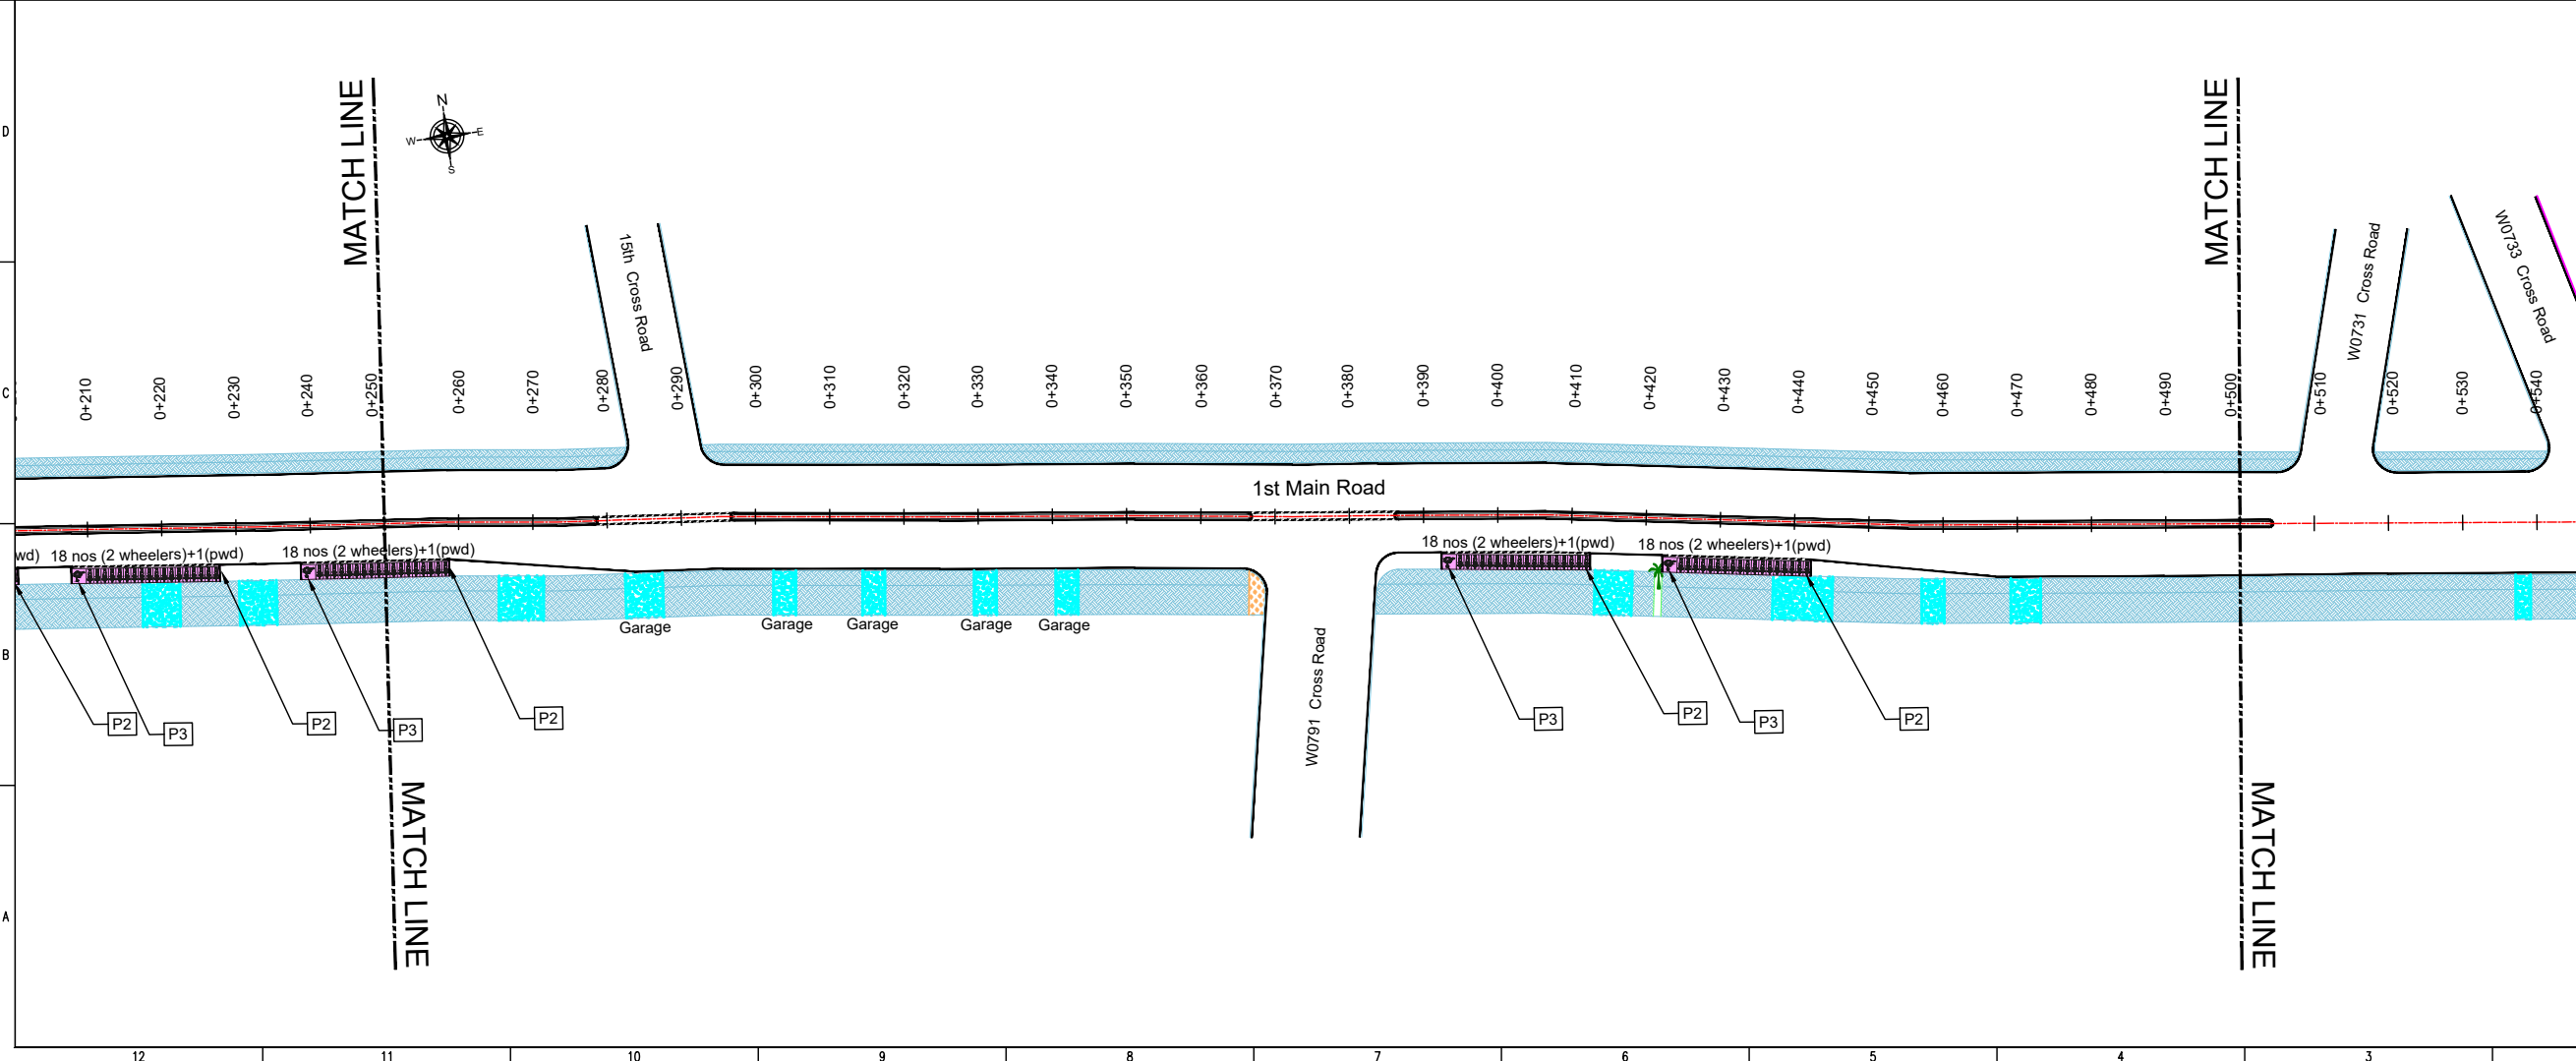 MATCH LINE
MATCH LINE
N
W
E
S
D
15th Cross Road
W0731 Cross Road
W0733 Cross Road
C
0+210
0+220
0+230
0+240
0+250
0+260
0+270
0+280
0+290
0+300
0+310
0+320
0+330
0+340
0+350
0+360
0+370
0+380
0+390
0+400
0+410
0+420
0+430
0+440
0+450
0+460
0+470
0+480
0+490
0+500
0+510
0+520
0+530
0+540
1st Main Road
wd)
18 nos (2 wheelers)+1(pwd)
18 nos (2 wheelers)+1(pwd)
18 nos (2 wheelers)+1(pwd)
18 nos (2 wheelers)+1(pwd)
Garage
Garage
Garage
Garage
Garage
B
W0791 Cross Road
P2
P3
P2
P3
P2
P3
P2
P3
P2
MATCH LINE
MATCH LINE
A
12
11
10
9
8
7
6
5
4
3